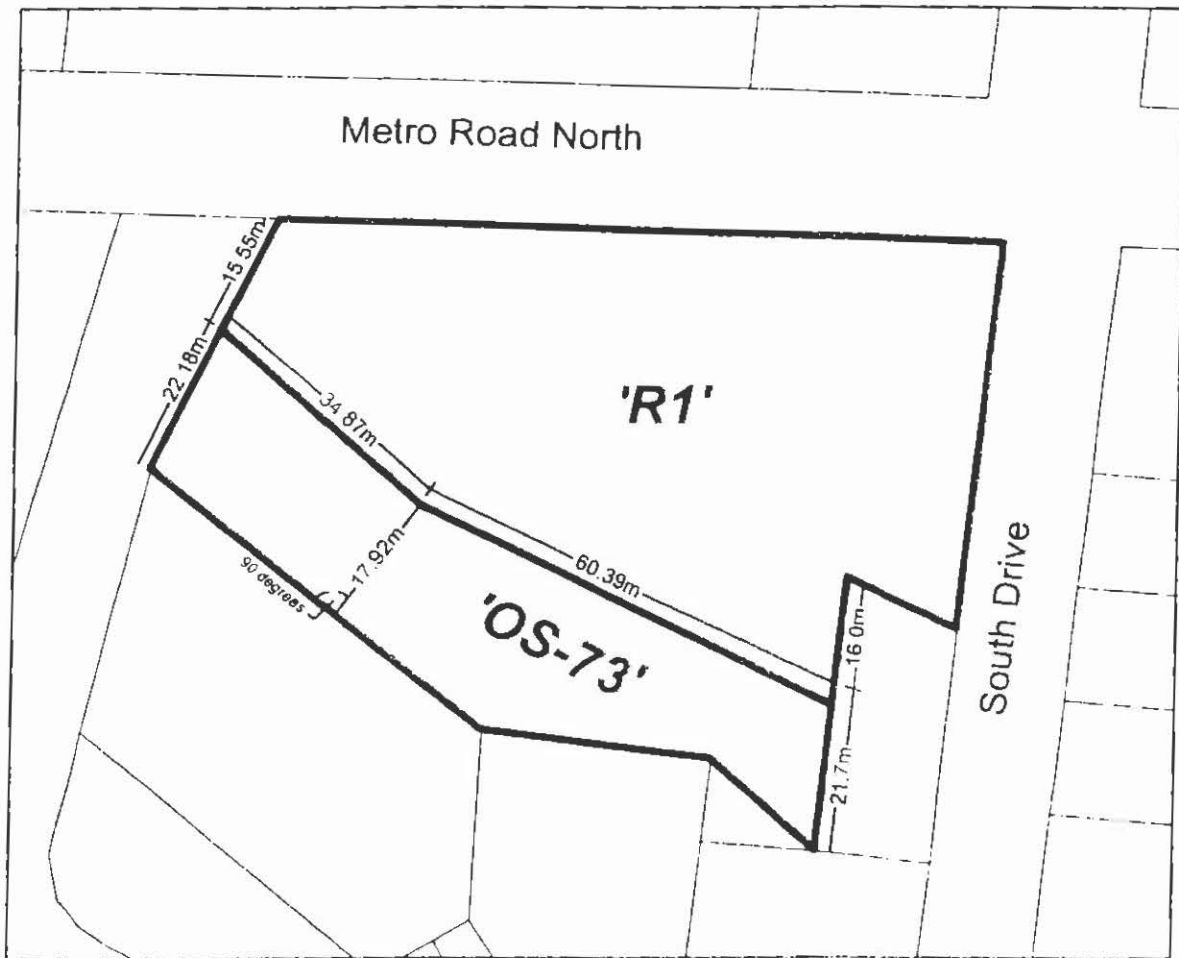 Metro Road North
15 55m
22 18m
34 87m
'R1'
60.39m
17.92m
90 degrees
'OS-73'
16 0m
21.7m
South Drive